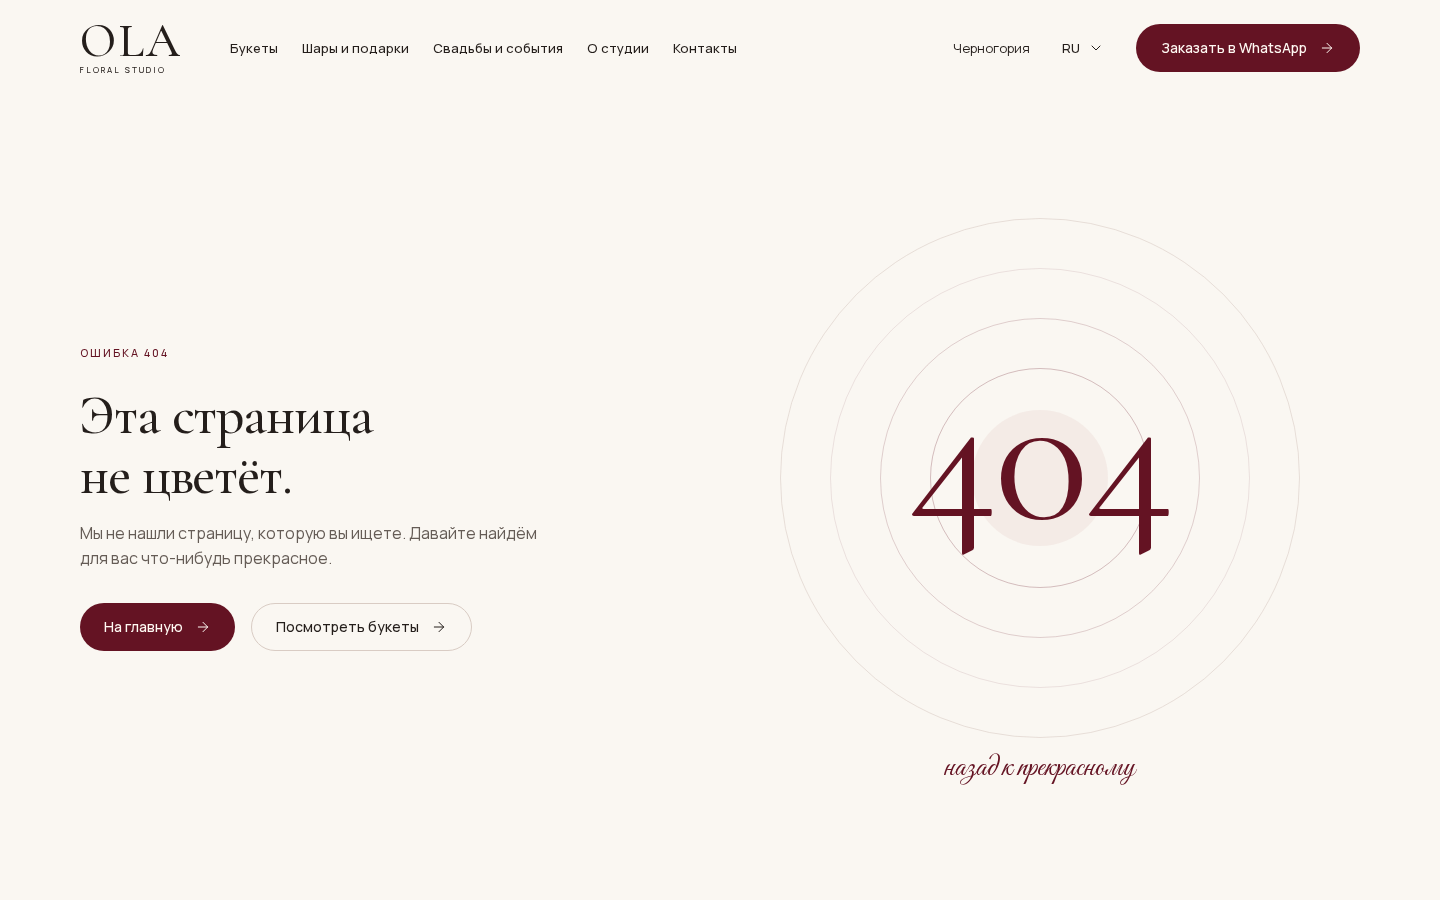 OLA
FLORAL STUDIO
Букеты
Шары и подарки
Свадьбы и события
О студии
Контакты
Черногория
RU
Заказать в WhatsApp
ОШИБКА 404
Эта страница
не цветёт.
Мы не нашли страницу, которую вы ищете. Давайте найдём
для вас что-нибудь прекрасное.
На главную
Посмотреть букеты
404
назад к прекрасному